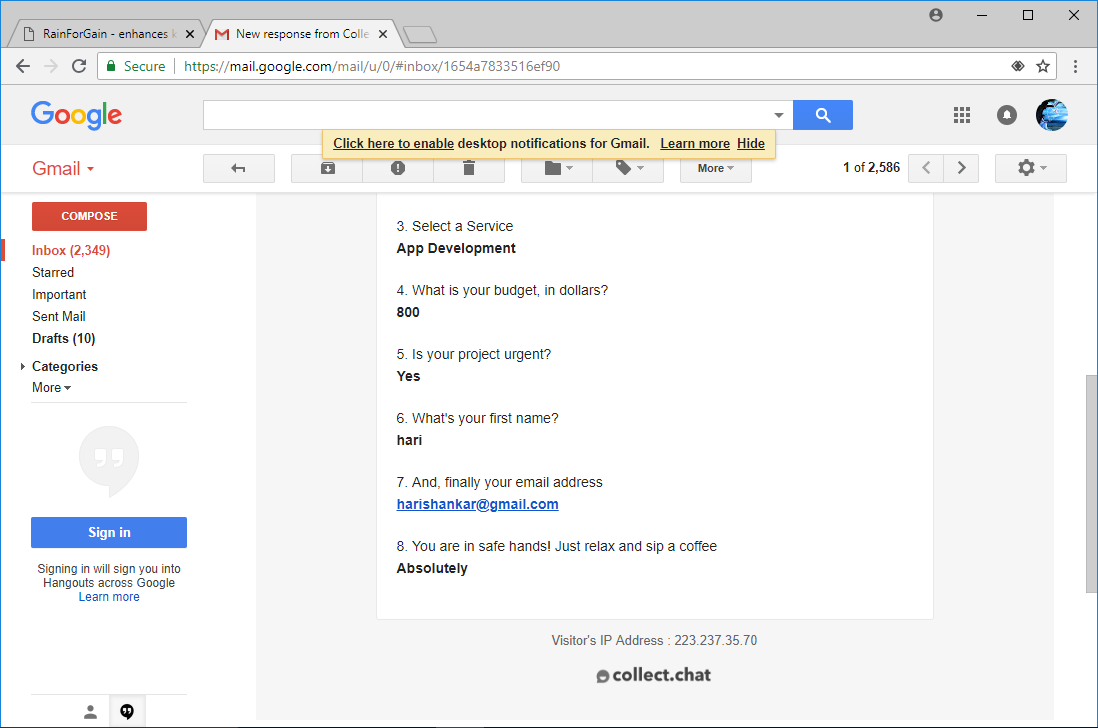 RainForGain - enhances k
New response from Colle
Secure
https://mail.google.com/mail/u/0/#inbox/1654a7833516ef90
Google
Click here to enable desktop notifications for Gmail. Learn more Hide
Gmail
More
1 of 2,586
COMPOSE
Inbox (2,349)
Starred
Important
Sent Mail
Drafts (10)
Categories
More
Sign in
Signing in will sign you into
Hangouts across Google
Learn more
3. Select a Service
App Development
4. What is your budget, in dollars?
800
5. Is your project urgent?
Yes
6. What's your first name?
hari
7. And, finally your email address
harishankar@gmail.com
8. You are in safe hands! Just relax and sip a coffee
Absolutely
Visitor's IP Address : 223.237.35.70
collect.chat